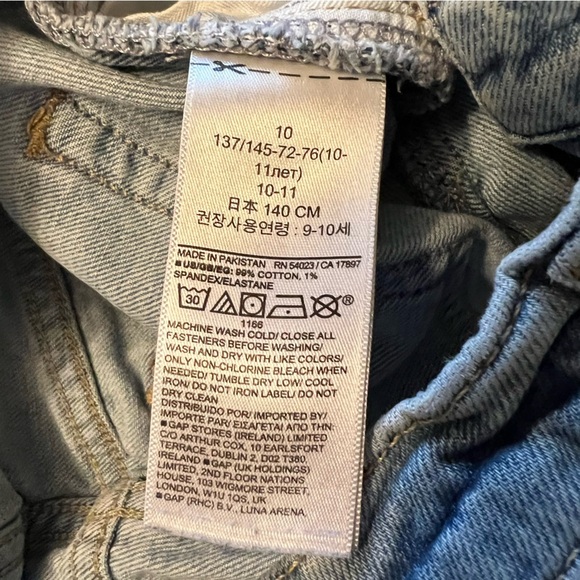 10
137/145-72-76(10-
11лет)
10-11
日本 140 CM
권장사용연령 : 9-10세
MADE IN PAKISTAN RN 54023 / CA 17897
■ US/GB/EG: 99% COTTON, 1%
SPANDEX/ELASTANE
30 ®
1166
MACHINE WASH COLD/ CLOSE ALL
FASTENERS BEFORE WASHING/
WASH AND DRY WITH LIKE COLORS/
ONLY NON-CHLORINE BLEACH WHEN
NEEDED/ TUMBLE DRY LOW/ COOL
IRON/ DO NOT IRON LABEL/ DO NOT
DRY CLEAN
DISTRIBUIDO POR/ IMPORTED BY/
IMPORTE PAR/ ΕΙΣΑΓΕΤΑΙ ΑΠΟ ΤΗΝ:
■ GAP STORES (IRELAND) LIMITED
C/O ARTHUR COX, 10 EARLSFORT
TERRACE, DUBLIN 2, D02 T380,
IRELAND ■ GAP (UK HOLDINGS)
LIMITED, 2ND FLOOR NATIONS
HOUSE, 103 WIGMORE STREET,
LONDON, W1U 1QS, UK
■ GAP (RHC) B.V., LUNA ARENA,